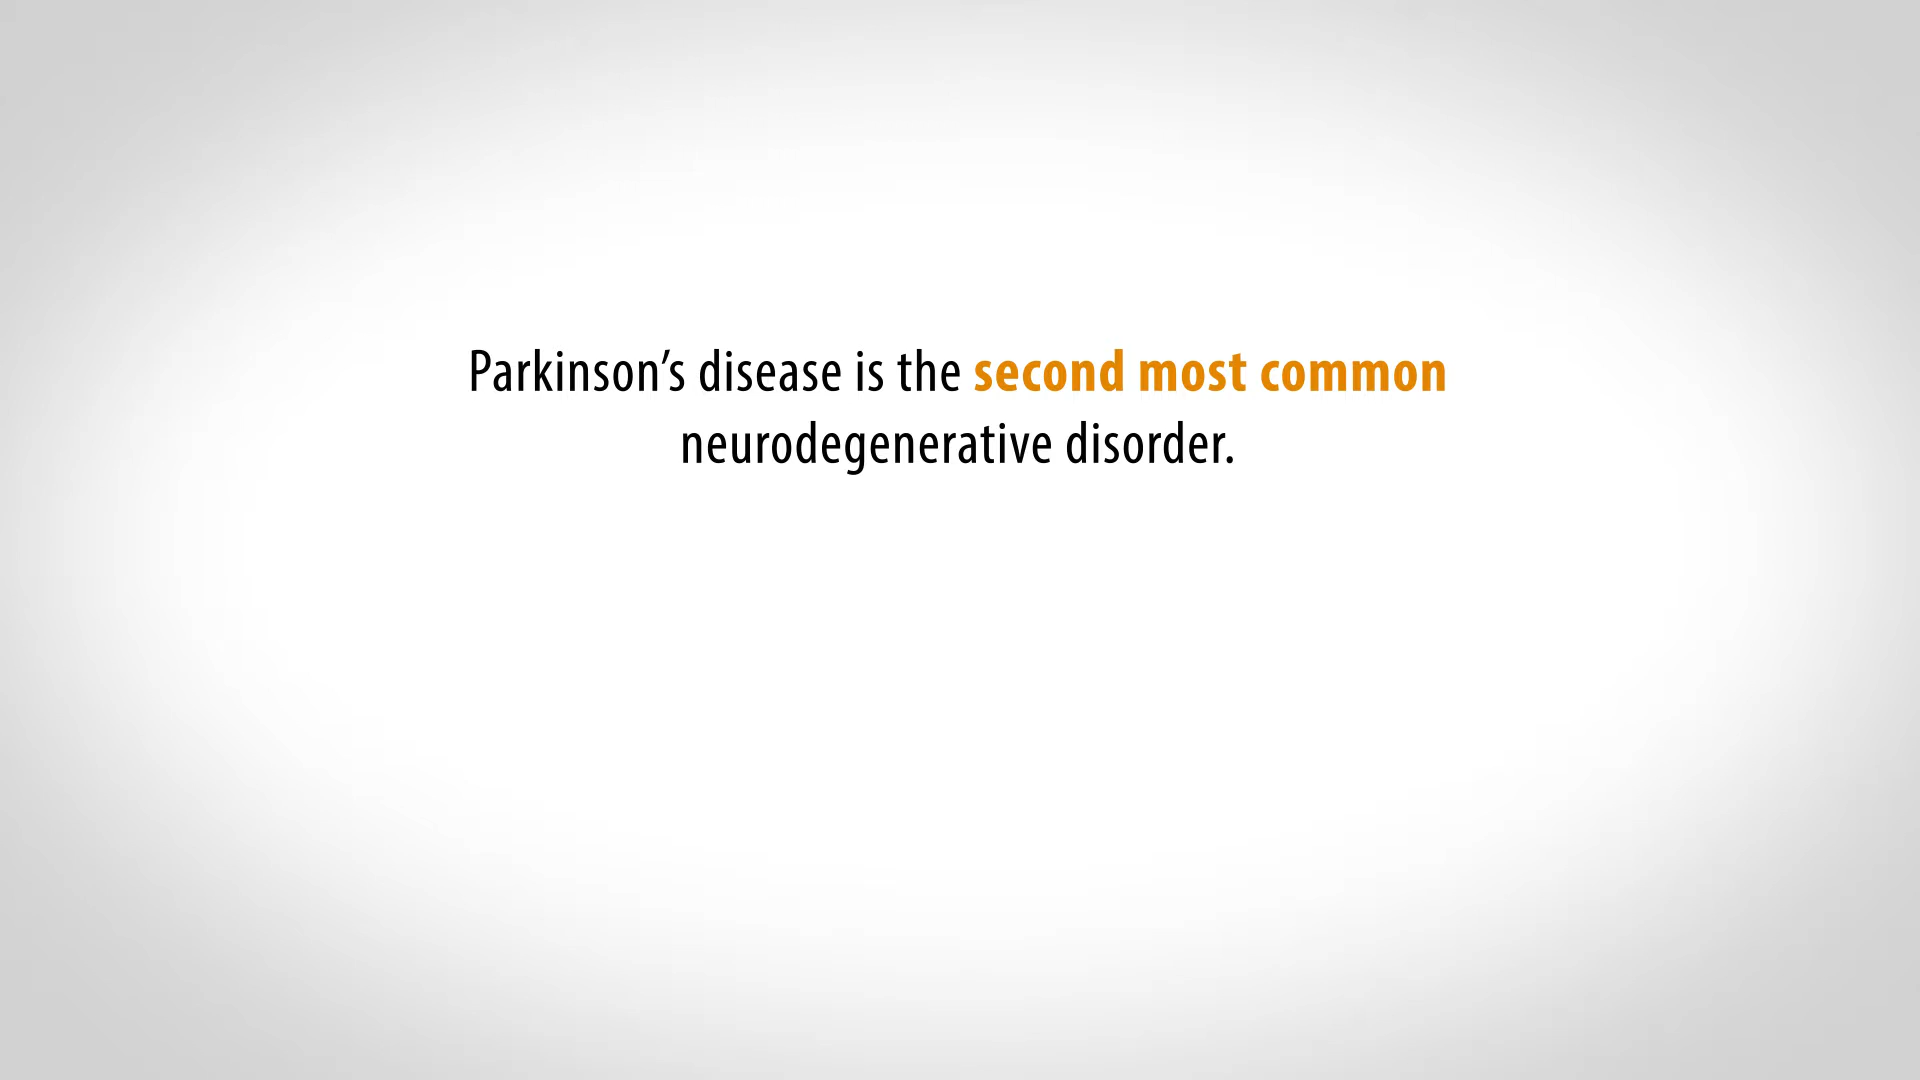 Parkinson’s disease is the second most common
neurodegenerative disorder.